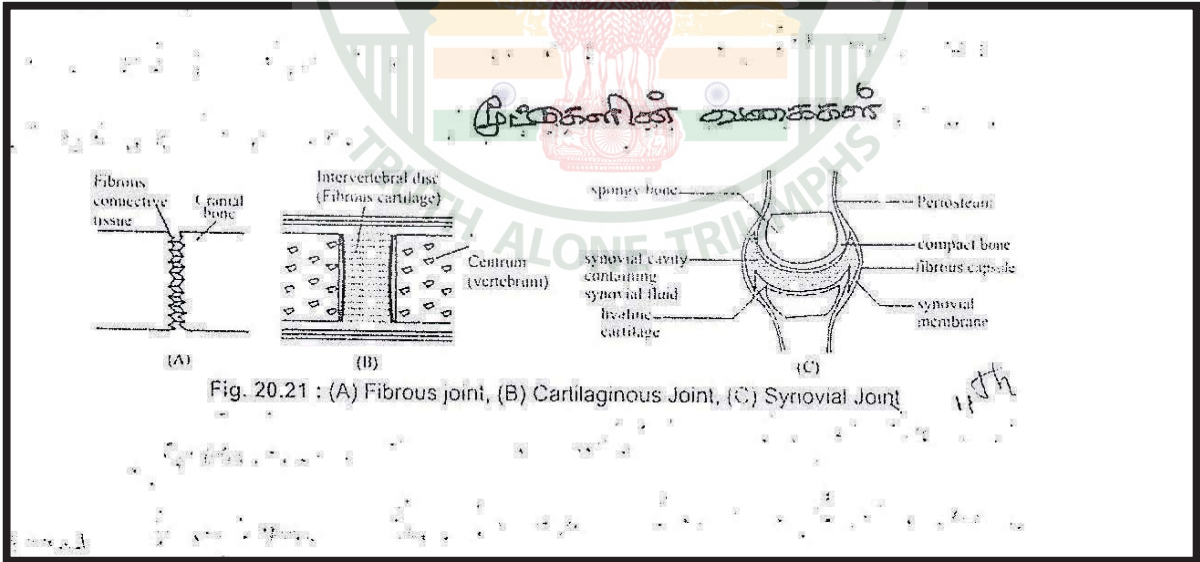 மூட்டுகளின் வகைகள்
Fibrous
connective
tissue
Cranial
bone
(A)
Intervertebral disc
(Fibrous cartilage)
Centrum
(vertebrum)
(B)
spongy bone
synovial cavity
containing
synovial fluid
hyaline
cartilage
Periosteum
compact bone
fibrous capsule
synovial
membrane
(C)
Fig. 20.21 : (A) Fibrous joint, (B) Cartilaginous Joint, (C) Synovial Joint
11th
TRUTH ALONE TRIUMPHS